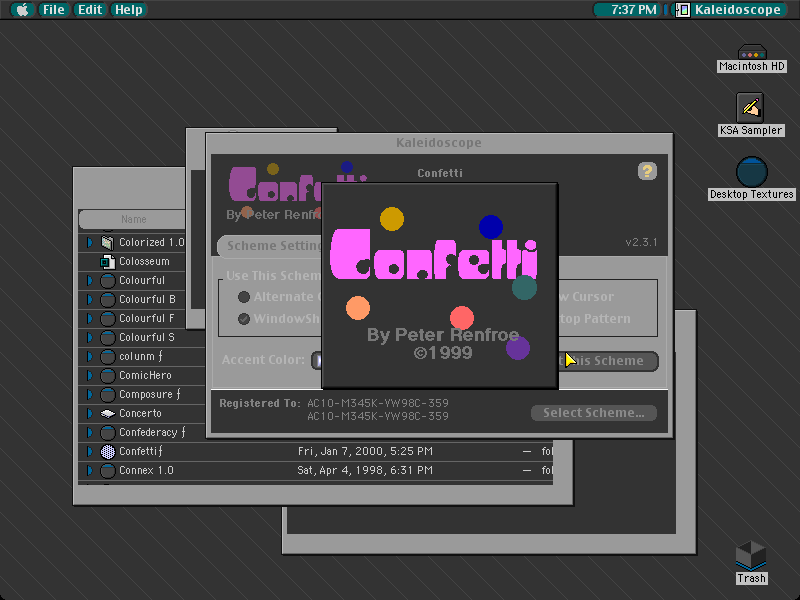 File Edit Help
7:37 PM Kaleidoscope
Macintosh HD
KSA Sampler
Desktop Textures
Kaleidoscope
Confetti
Confetti
By Peter Renfr
?
Scheme Setting
v2.3.1
Use This Schem
Alternate
w Cursor
WindowSh
top Pattern
Accent Color:
his Scheme
Confetti
By Peter Renfroe
©1999
Registered To: AC10-M345K-YW98C-359
AC10-M345K-YW98C-359
Select Scheme...
Name
Colorized 1.0
Colosseum
Colourful
Colourful B
Colourful F
Colourful S
colunm ƒ
ComicHero
Composure ƒ
Concerto
Confederacy ƒ
Confetti ƒ Fri, Jan 7, 2000, 5:25 PM — fol
Connex 1.0 Sat, Apr 4, 1998, 6:31 PM — fol
Trash